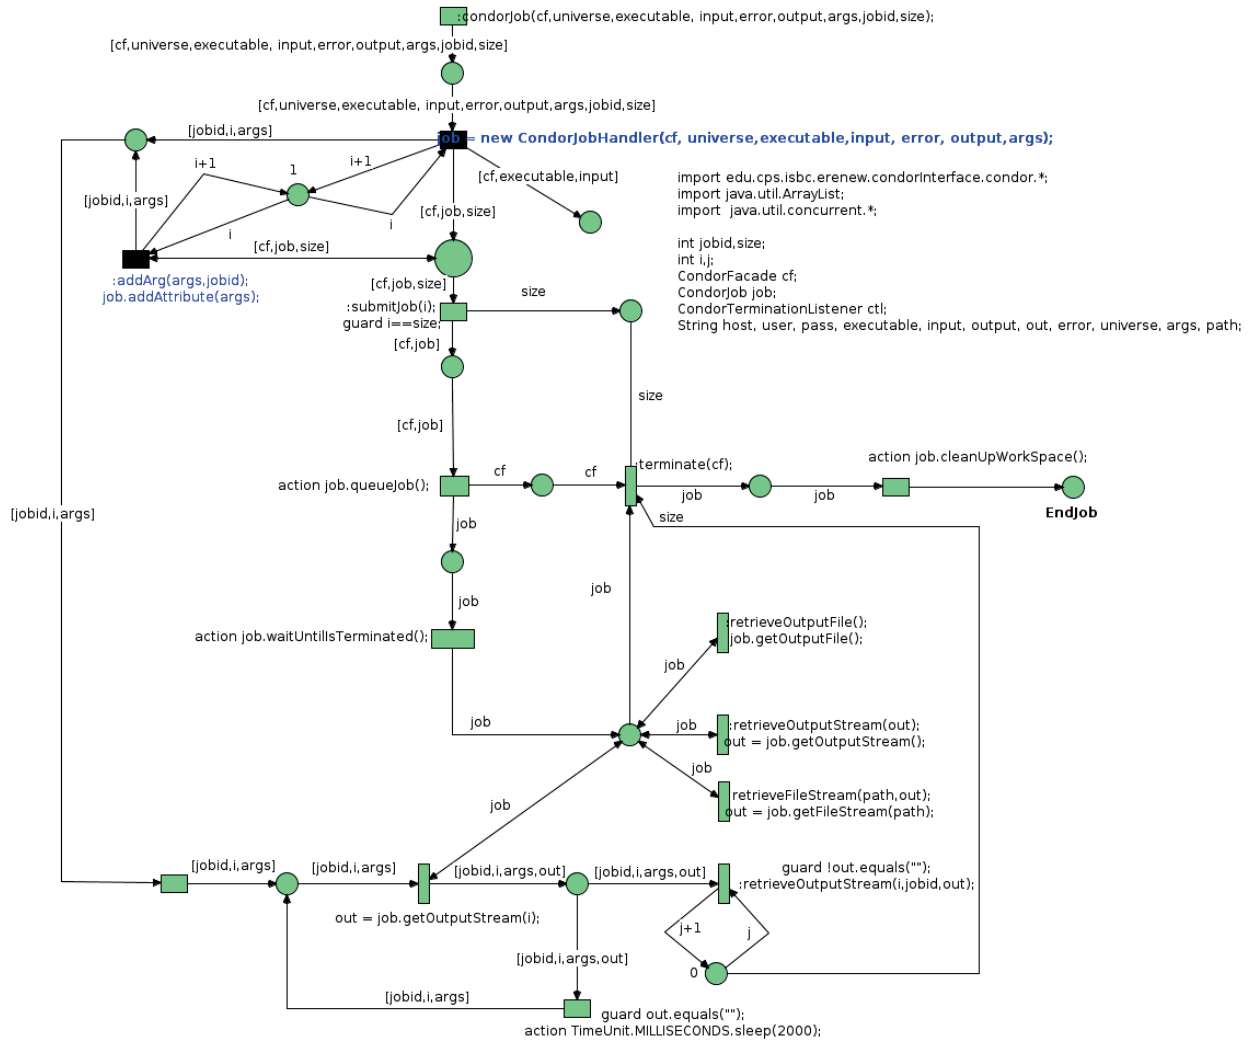 :condorJob(cf,universe,executable, input,error,output,args,jobid,size);
[cf,universe,executable, input,error,output,args,jobid,size]
[cf,universe,executable, input,error,output,args,jobid,size]
[jobid,i,args]
job = new CondorJobHandler(cf, universe,executable,input, error, output,args);
i+1
i+1
1
[cf,executable,input]
import edu.cps.isbc.erenew.condorInterface.condor.*;
import java.util.ArrayList;
import java.util.concurrent.*;
[jobid,i,args]
i
i
[cf,job,size]
[cf,job,size]
int jobid,size;
int i,j;
CondorFacade cf;
CondorJob job;
CondorTerminationListener ctl;
String host, user, pass, executable, input, output, out, error, universe, args, path;
:addArg(args,jobid);
job.addAttribute(args);
[cf,job,size]
:submitJob(i);
guard i==size;
size
[cf,job]
size
[cf,job]
:terminate(cf);
action job.cleanUpWorkSpace();
action job.queueJob();
cf
cf
job
job
EndJob
[jobid,i,args]
job
size
job
job
:retrieveOutputFile();
job.getOutputFile();
action job.waitUntilIsTerminated();
job
job
job
:retrieveOutputStream(out);
out = job.getOutputStream();
job
retrieveFileStream(path,out);
out = job.getFileStream(path);
job
[jobid,i,args]
[jobid,i,args]
[jobid,i,args,out]
[jobid,i,args,out]
guard !out.equals("");
:retrieveOutputStream(i,jobid,out);
out = job.getOutputStream(i);
j+1
j
[jobid,i,args,out]
0
[jobid,i,args]
guard out.equals("");
action TimeUnit.MILLISECONDS.sleep(2000);